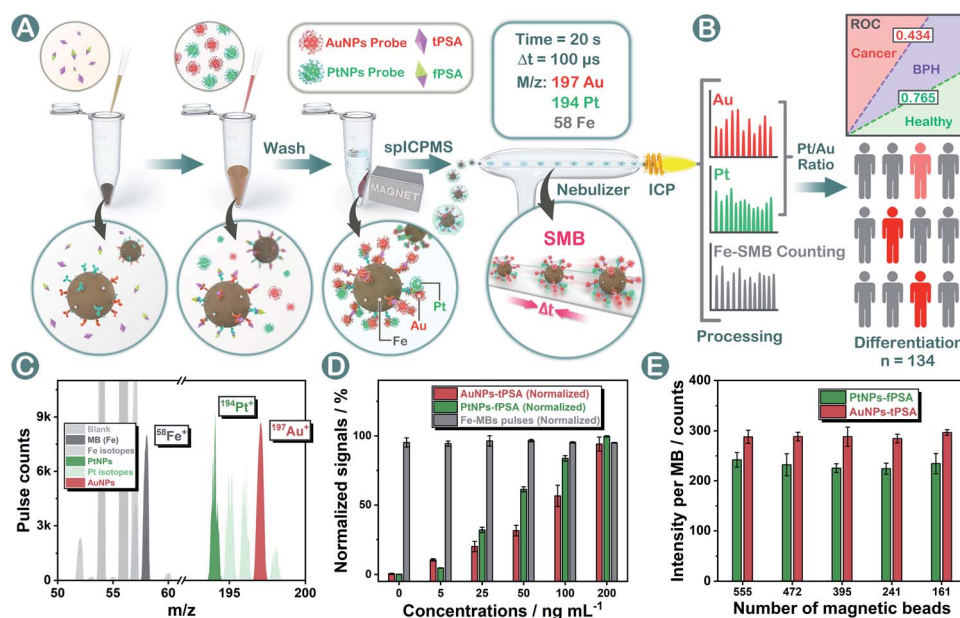 A
AuNPs Probe
tPSA
PtNPs Probe
fPSA
Time = 20 s
Δt = 100 μs
M/z: 197 Au
194 Pt
58 Fe
Wash
spICPMS
MAGNET
Nebulizer
ICP
Pt
Au
Fe
SMB
Δt
B
ROC
0.434
Cancer
BPH
0.765
Healthy
Au
Pt
Pt/Au
Ratio
Fe-SMB Counting
Processing
Differentiation
n = 134
C
Pulse counts
9k
6k
3k
0
Blank
MB (Fe)
Fe isotopes
PtNPs
Pt isotopes
AuNPs
⁵⁸Fe⁺
¹⁹⁴Pt⁺
¹⁹⁷Au⁺
50 55 60 195 200
m/z
D
Normalized signals / %
100
50
0
AuNPs-tPSA (Normalized)
PtNPs-fPSA (Normalized)
Fe-MBs pulses (Normalized)
0 5 25 50 100 200
Concentrations / ng mL⁻¹
E
Intensity per MB / counts
400
300
200
100
0
PtNPs-fPSA
AuNPs-tPSA
555 472 395 241 161
Number of magnetic beads